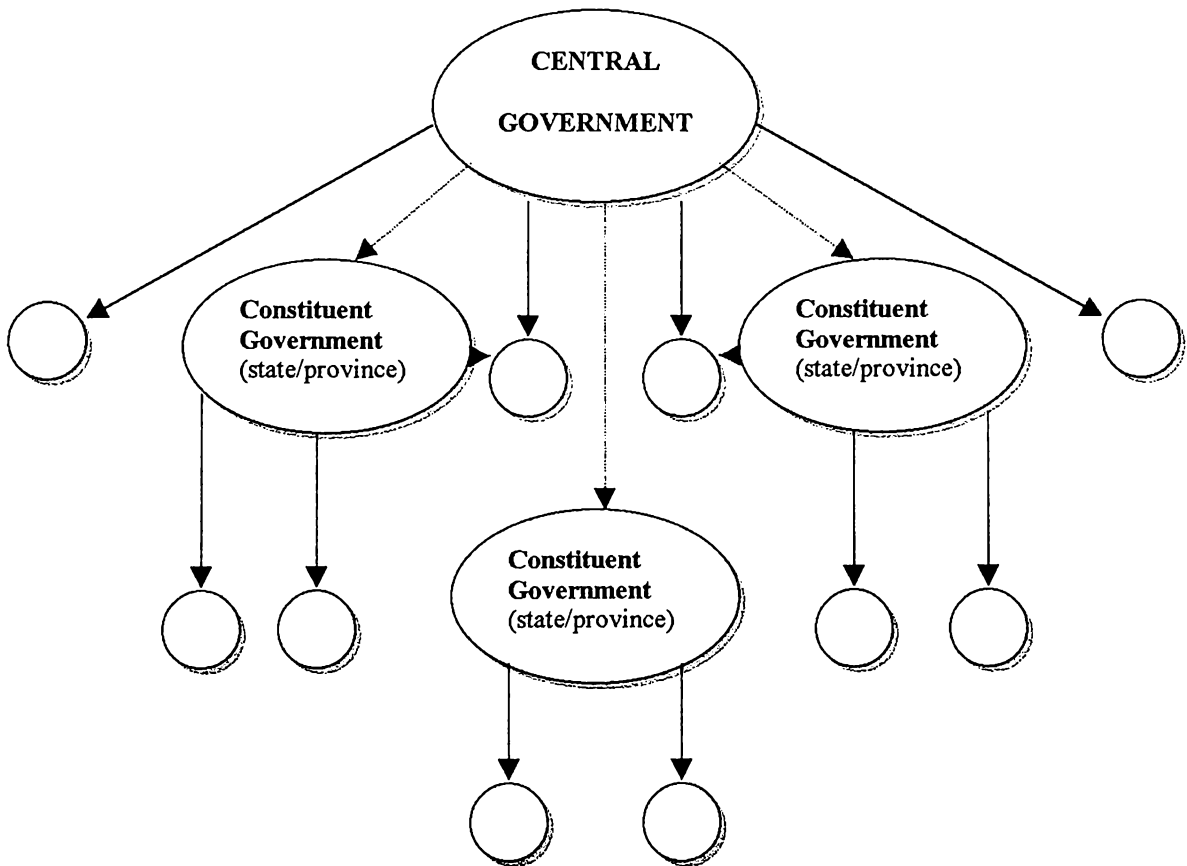 CENTRAL
GOVERNMENT
Constituent
Government
(state/province)
Constituent
Government
(state/province)
Constituent
Government
(state/province)